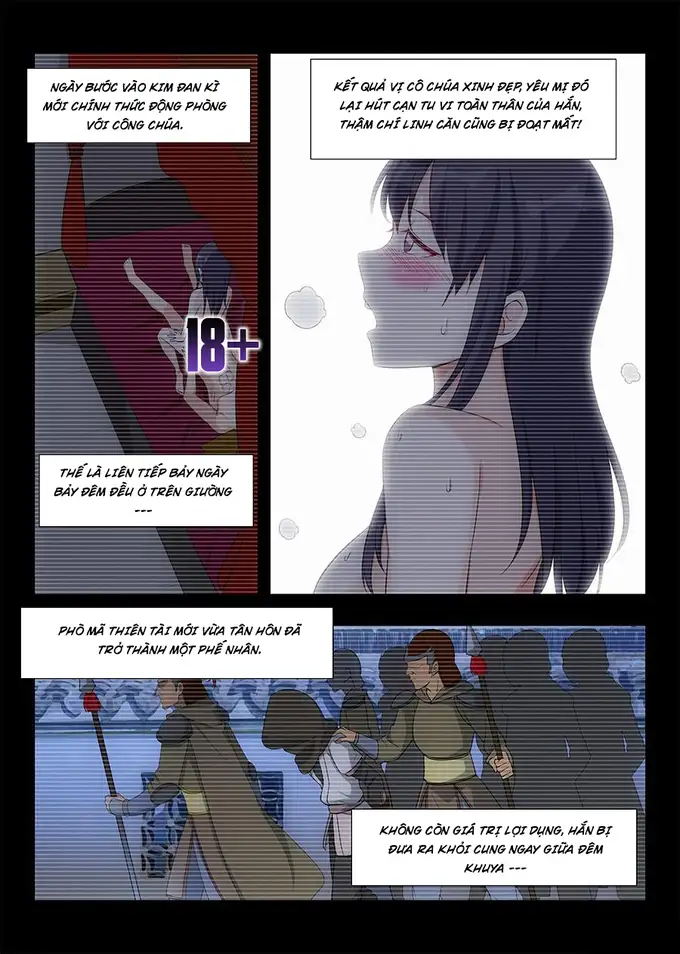 NGÀY BƯỚC VÀO KIM ĐAN KÌ
MỚI CHÍNH THỨC ĐỘNG PHÒNG
VỚI CÔNG CHÚA.
KẾT QUẢ VỊ CÔ CHÚA XINH ĐẸP, YÊU MỊ ĐÓ
LẠI HÚT CẠN TU VI TOÀN THÂN CỦA HẮN,
THẬM CHÍ LINH CĂN CŨNG BỊ ĐOẠT MẤT!
18+
THẾ LÀ LIÊN TIẾP BẢY NGÀY
BẢY ĐÊM ĐỀU Ở TRÊN GIƯỜNG
---
PHÒ MÃ THIÊN TÀI MỚI VỪA TÂN HÔN ĐÃ
TRỞ THÀNH MỘT PHẾ NHÂN.
KHÔNG CÒN GIÁ TRỊ LỢI DỤNG, HẮN BỊ
ĐƯA RA KHỎI CUNG NGAY GIỮA ĐÊM
KHUYA ---